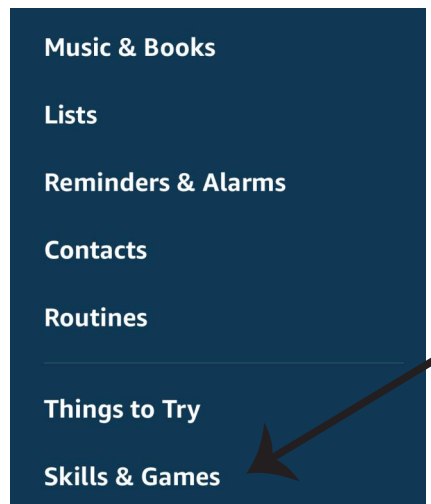 Music & Books
Lists
Reminders & Alarms
Contacts
Routines
Things to Try
Skills & Games